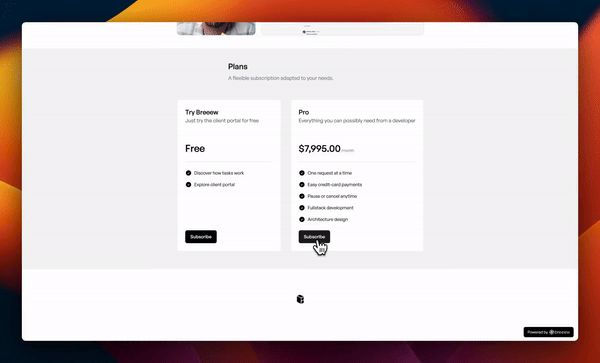 Plans
A flexible subscription adapted to your needs.
Try Breeew
Just try the client portal for free
Free
Discover how tasks work
Explore client portal
Subscribe
Pro
Everything you can possibly need from a developer
$7,995.00 /month
One request at a time
Easy credit-card payments
Pause or cancel anytime
Fullstack development
Architecture design
Subscribe
Powered by